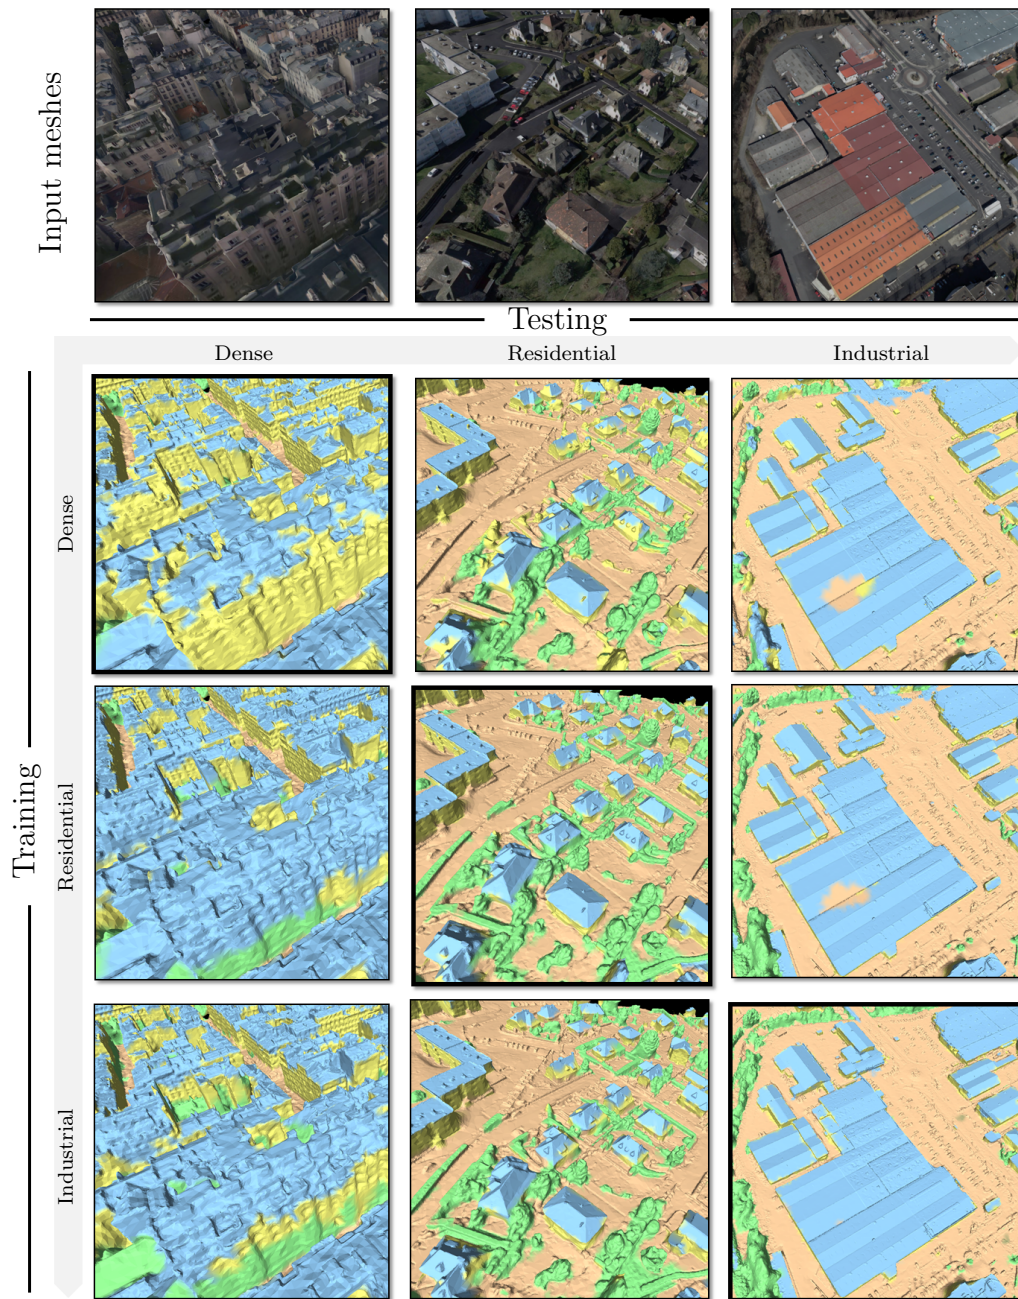 Input meshes
Testing
Dense
Residential
Industrial
Training
Dense
Residential
Industrial